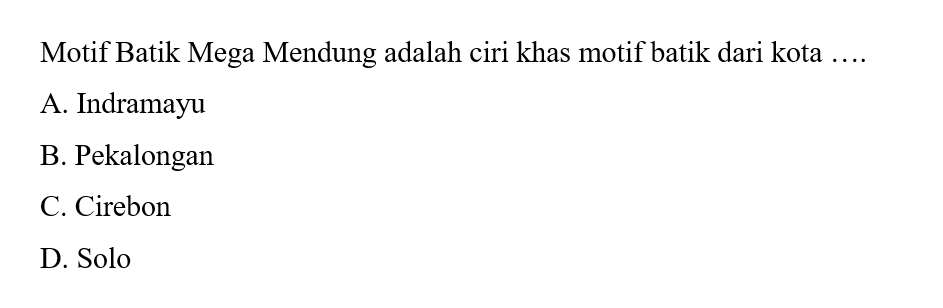 Motif Batik Mega Mendung adalah ciri khas motif batik dari kota ….
A. Indramayu
B. Pekalongan
C. Cirebon
D. Solo